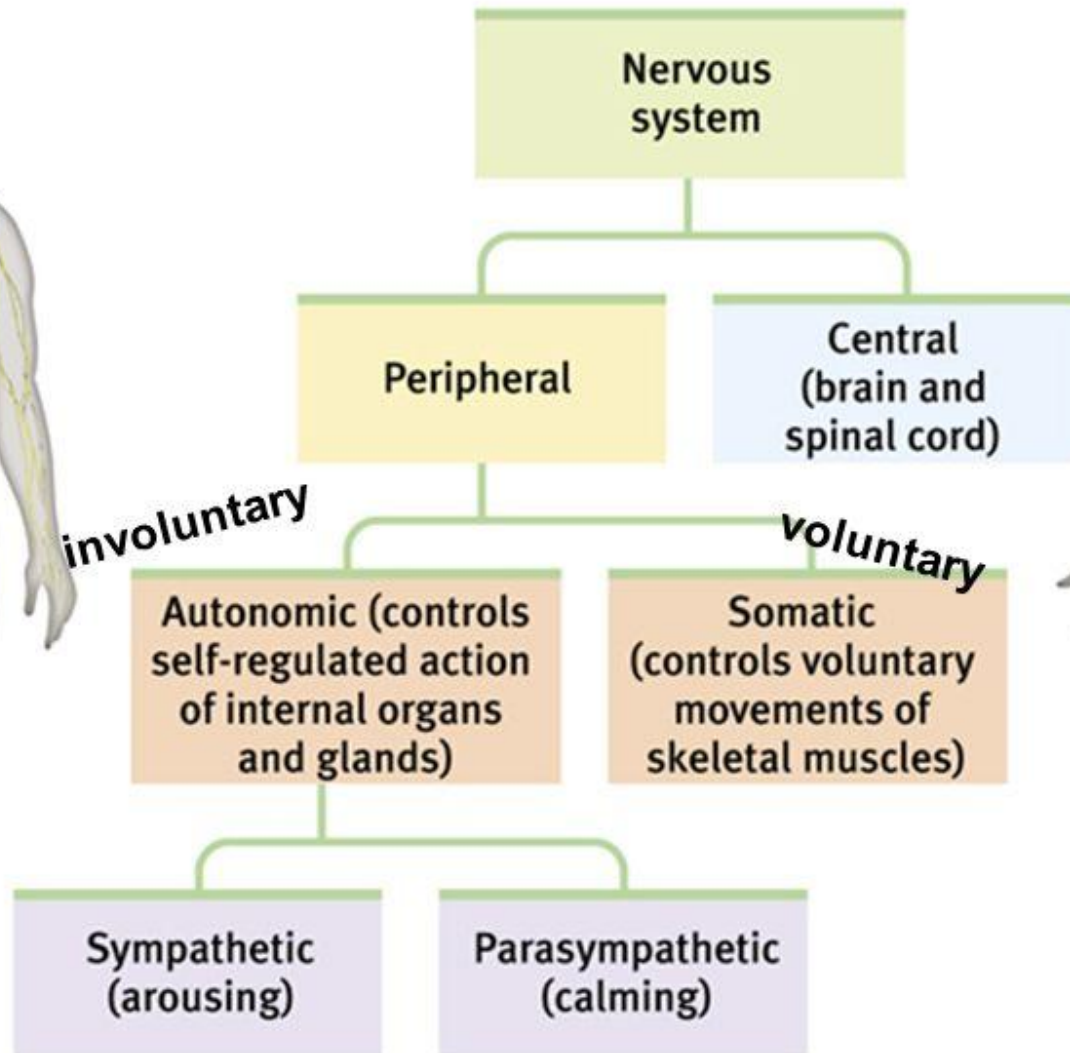 Nervous
system
Peripheral
Central
(brain and
spinal cord)
involuntary
voluntary
Autonomic (controls
self-regulated action
of internal organs
and glands)
Somatic
(controls voluntary
movements of
skeletal muscles)
Sympathetic
(arousing)
Parasympathetic
(calming)